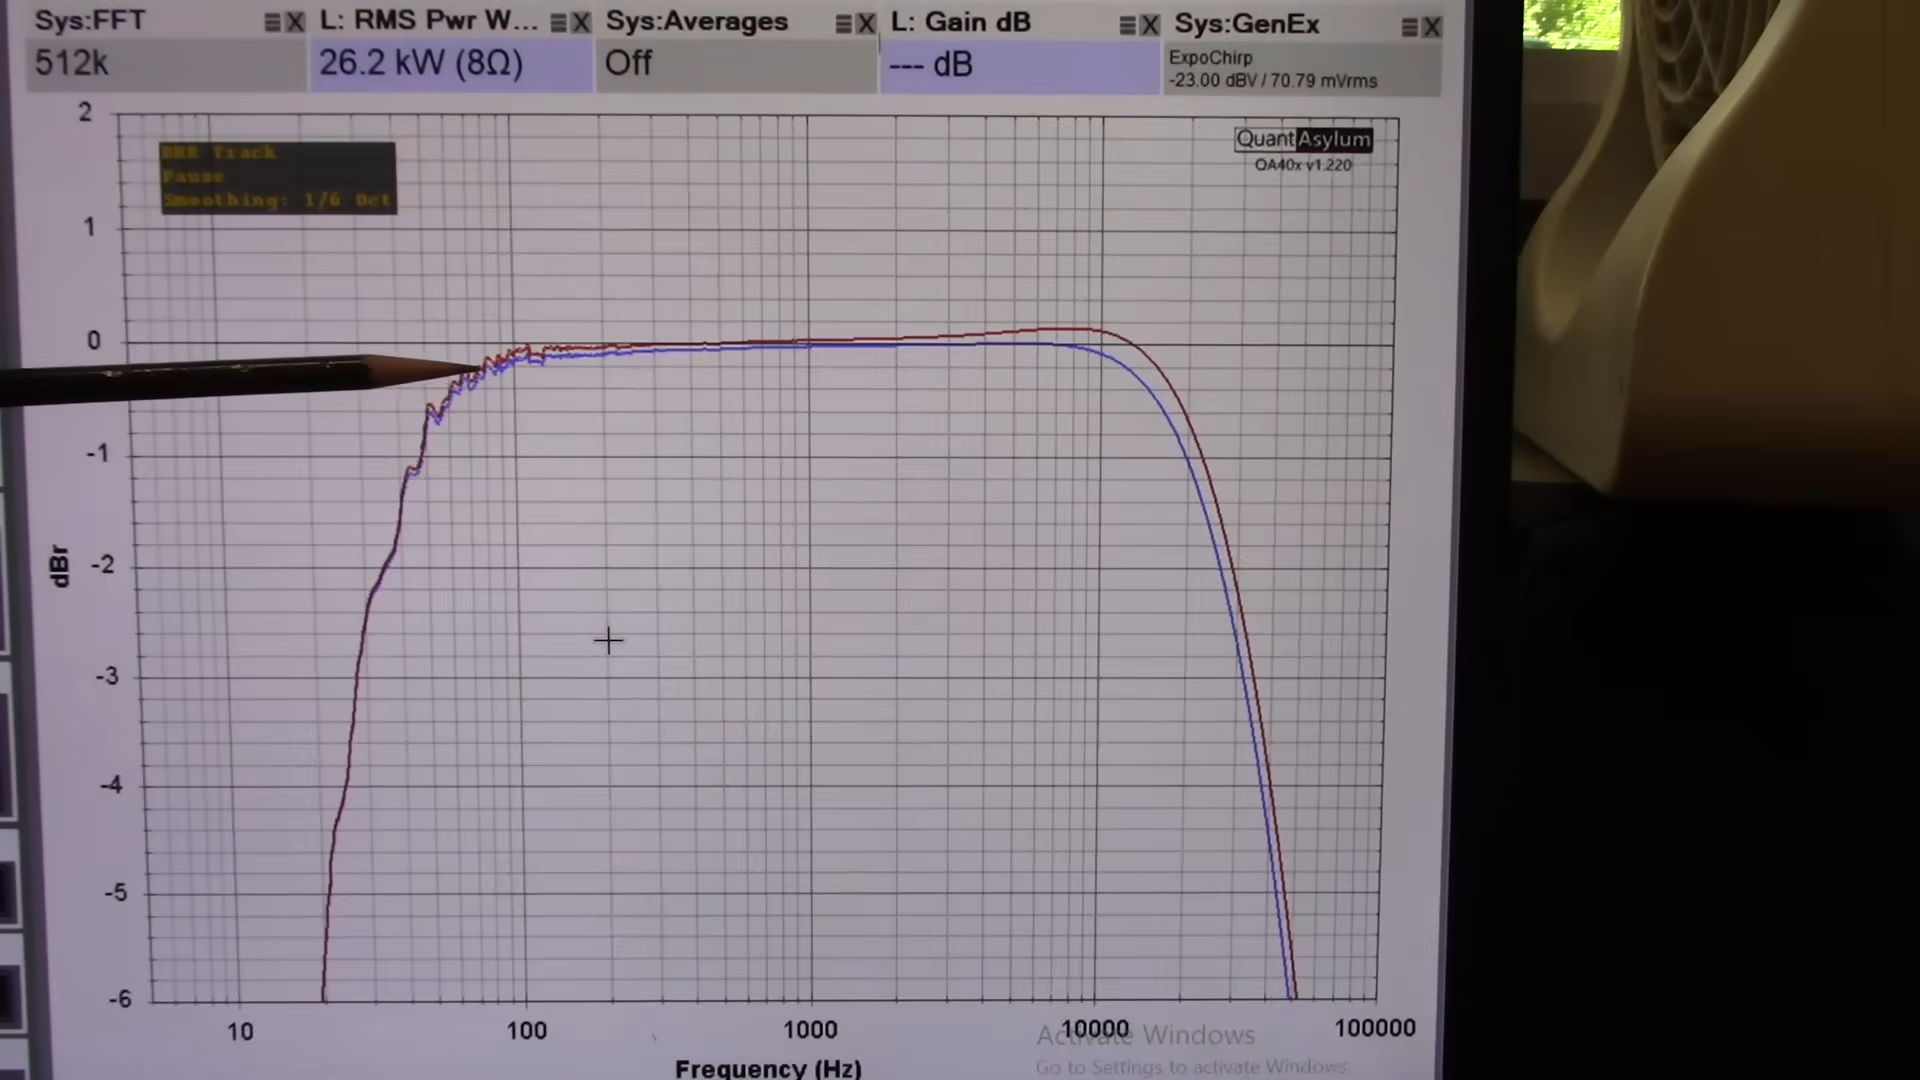 Sys:FFT
512k
L: RMS Pwr W...
26.2 kW (8Ω)
Sys:Averages
Off
L: Gain dB
--- dB
Sys:GenEx
ExpoChirp
-23.00 dBV / 70.79 mVrms
DBR Track
Pause
Smoothing: 1/6 Oct
QuantAsylum
QA40x v1.220
2
1
0
-1
-2
-3
-4
-5
-6
dBr
10
100
1000
10000
100000
Frequency (Hz)
Activate Windows
Go to Settings to activate Windows.